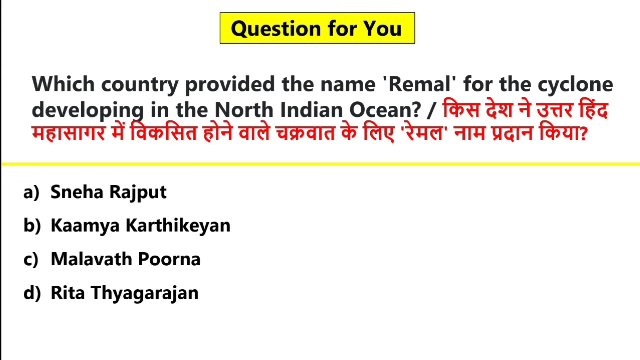 Question for You
Which country provided the name 'Remal' for the cyclone
developing in the North Indian Ocean? / किस देश ने उत्तर हिंद
महासागर में विकसित होने वाले चक्रवात के लिए 'रेमल' नाम प्रदान किया?
a) Sneha Rajput
b) Kaamya Karthikeyan
c) Malavath Poorna
d) Rita Thyagarajan